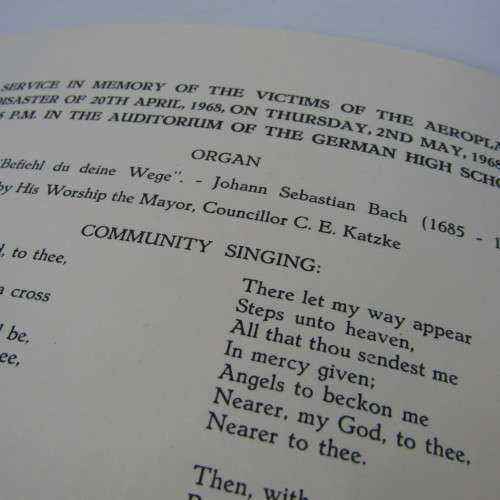 SERVICE IN MEMORY OF THE VICTIMS OF THE
DISASTER OF 20TH APRIL, 1968, ON THURSDAY, 2ND MAY, 1968
P.M. IN THE AUDITORIUM OF THE GERMAN HIGH
ORGAN
"Befiehl du deine Wege". - Johann Sebastian Bach (1685 -
by His Worship the Mayor, Councillor C. E. Katzke
COMMUNITY SINGING:
to thee,
a cross
be,
There let my way appear
Steps unto heaven,
All that thou sendest me
In mercy given;
Angels to beckon me
Nearer, my God, to thee,
Nearer to thee.
Then, with